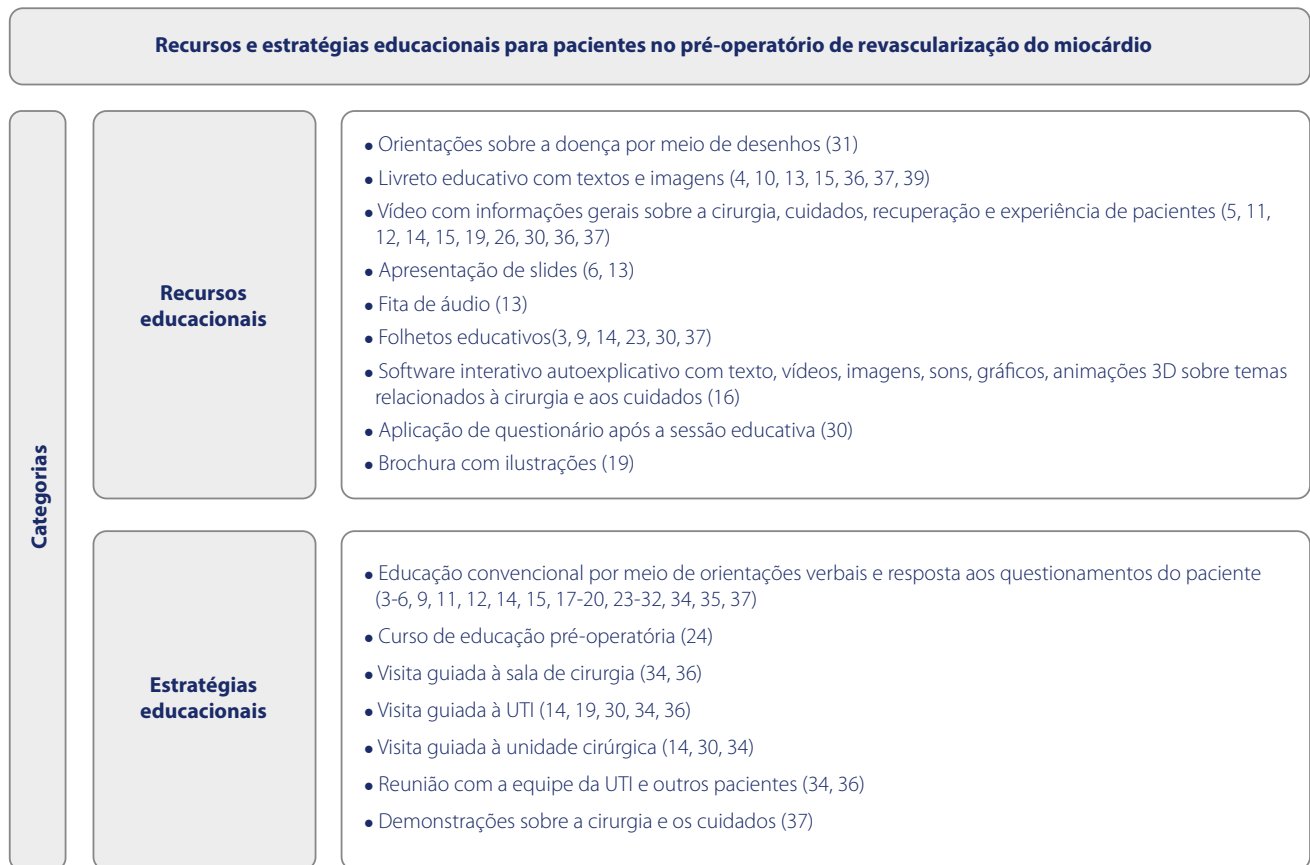 Recursos e estratégias educacionais para pacientes no pré-operatório de revascularização do miocárdio
Categorias
Recursos
educacionais
• Orientações sobre a doença por meio de desenhos (31)
• Livreto educativo com textos e imagens (4, 10, 13, 15, 36, 37, 39)
• Vídeo com informações gerais sobre a cirurgia, cuidados, recuperação e experiência de pacientes (5, 11,
12, 14, 15, 19, 26, 30, 36, 37)
• Apresentação de slides (6, 13)
• Fita de áudio (13)
• Folhetos educativos(3, 9, 14, 23, 30, 37)
• Software interativo autoexplicativo com texto, vídeos, imagens, sons, gráficos, animações 3D sobre temas
relacionados à cirurgia e aos cuidados (16)
• Aplicação de questionário após a sessão educativa (30)
• Brochura com ilustrações (19)
Estratégias
educacionais
• Educação convencional por meio de orientações verbais e resposta aos questionamentos do paciente
(3-6, 9, 11, 12, 14, 15, 17-20, 23-32, 34, 35, 37)
• Curso de educação pré-operatória (24)
• Visita guiada à sala de cirurgia (34, 36)
• Visita guiada à UTI (14, 19, 30, 34, 36)
• Visita guiada à unidade cirúrgica (14, 30, 34)
• Reunião com a equipe da UTI e outros pacientes (34, 36)
• Demonstrações sobre a cirurgia e os cuidados (37)